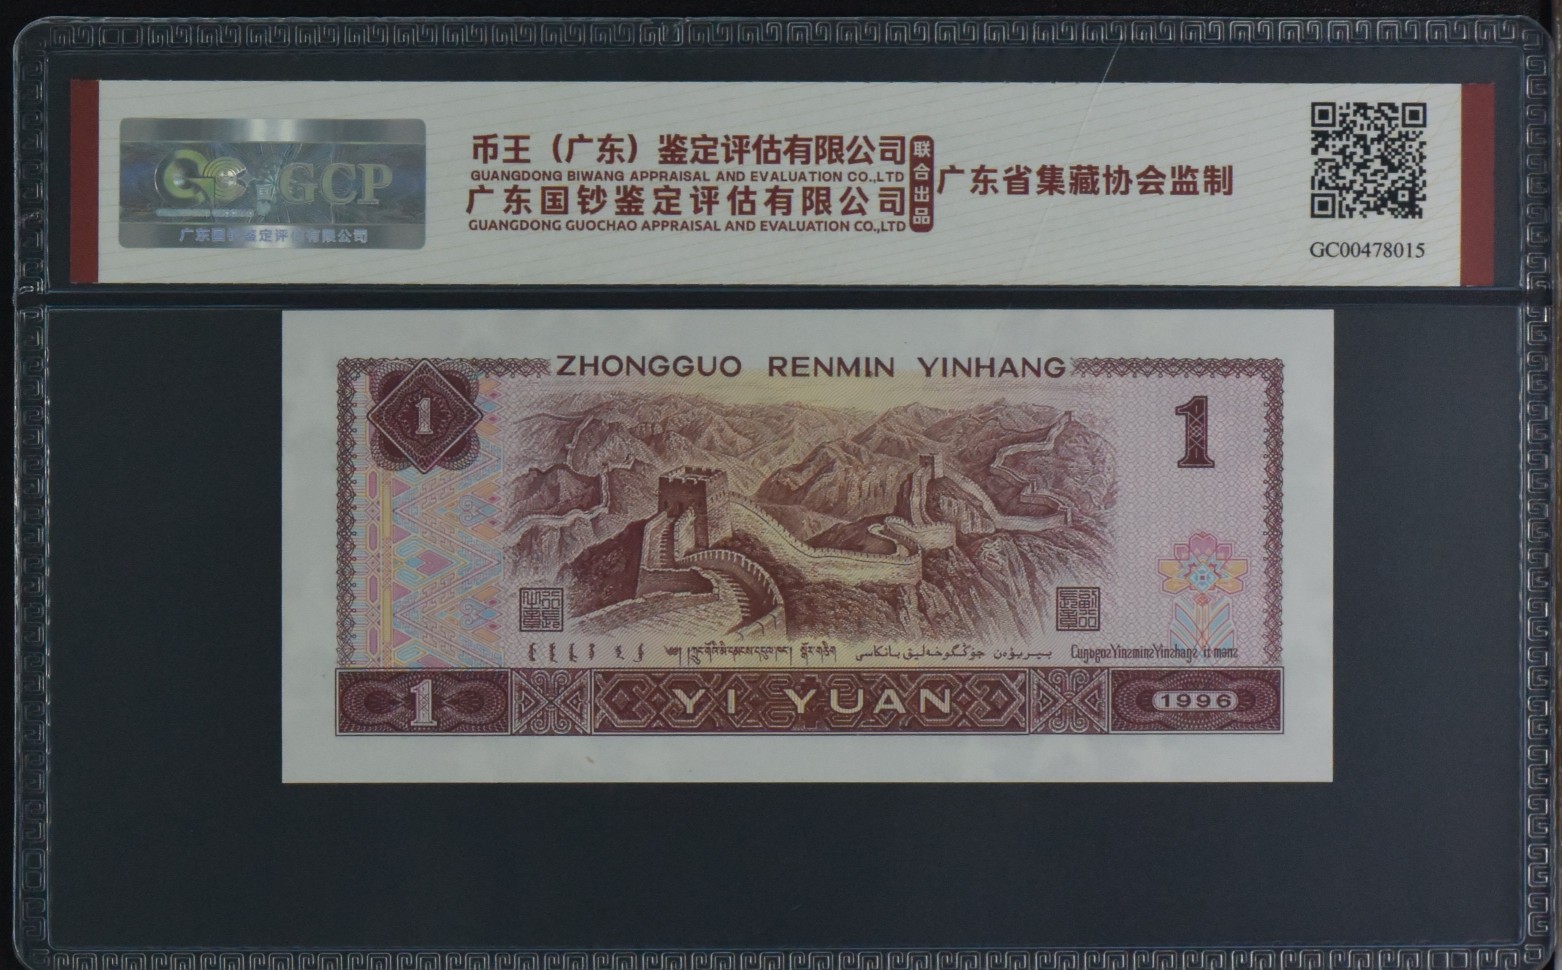 币王（广东）鉴定评估有限公司
GUANGDONG BIWANG APPRAISAL AND EVALUATION CO.,LTD
广东国钞鉴定评估有限公司
GUANGDONG GUOCHAO APPRAISAL AND EVALUATION CO.,LTD
联合出品
广东省集藏协会监制
GCP
广东国钞鉴定评估有限公司
GC00478015
ZHONGGUO RENMIN YINHANG
1
1
1
YI YUAN
1996